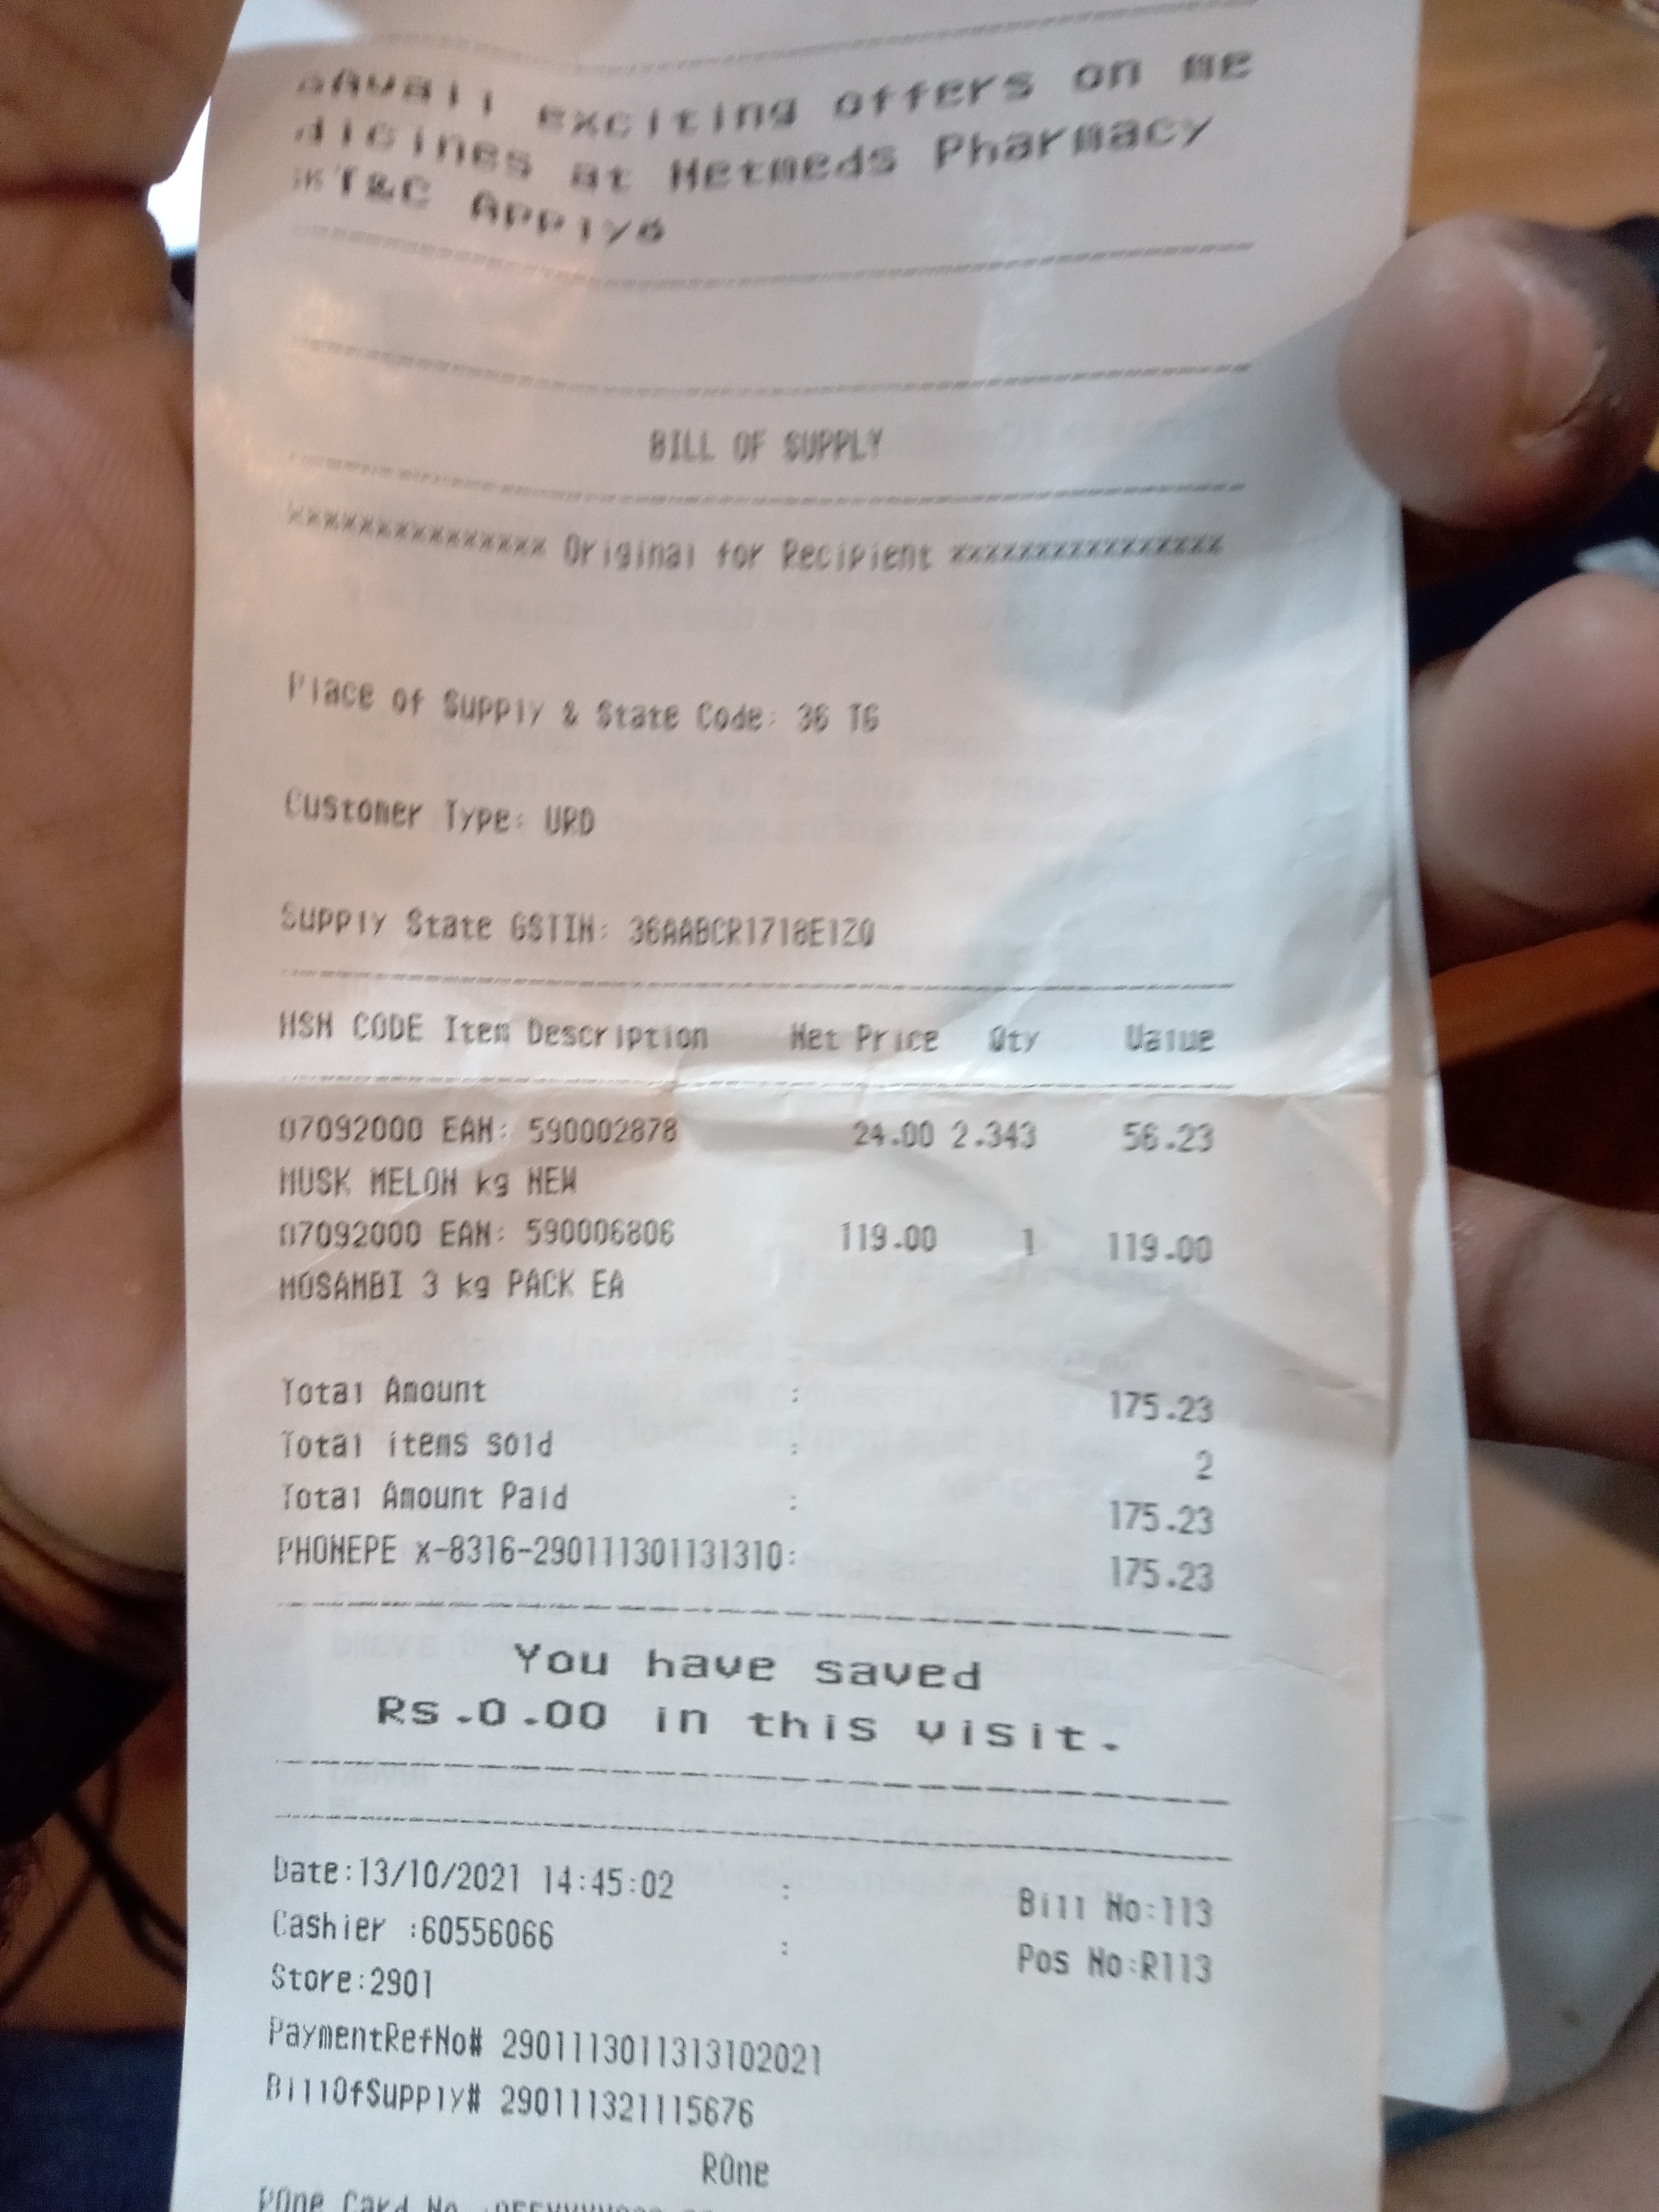 exciting offers on me
dicines at Netmeds Pharmacy
*T&C Apply*
BILL OF SUPPLY
xxxxxxxxxxxxxxx Original for Recipient xxxxxxxxxxxxxxxx
Place of Supply & State Code: 36 TG
Customer Type: URD
Supply State GSTIN: 36AABCR1718E1ZO
HSN CODE Item Description Net Price Qty Value
07092000 EAN: 590002878 24.00 2.343 56.23
MUSK MELON kg NEW
07092000 EAN: 590006806 119.00 1 119.00
MOSAMBI 3 kg PACK EA
Total Amount : 175.23
Total items sold : 2
Total Amount Paid : 175.23
PHONEPE x-8316-290111301131310: 175.23
You have saved
Rs.0.00 in this visit.
Date:13/10/2021 14:45:02 : Bill No:113
Cashier :60556066 : Pos No:R113
Store:2901
PaymentRefNo# 2901113011313102021
BillOfSupply# 290111321115676
ROne
ROne Card No